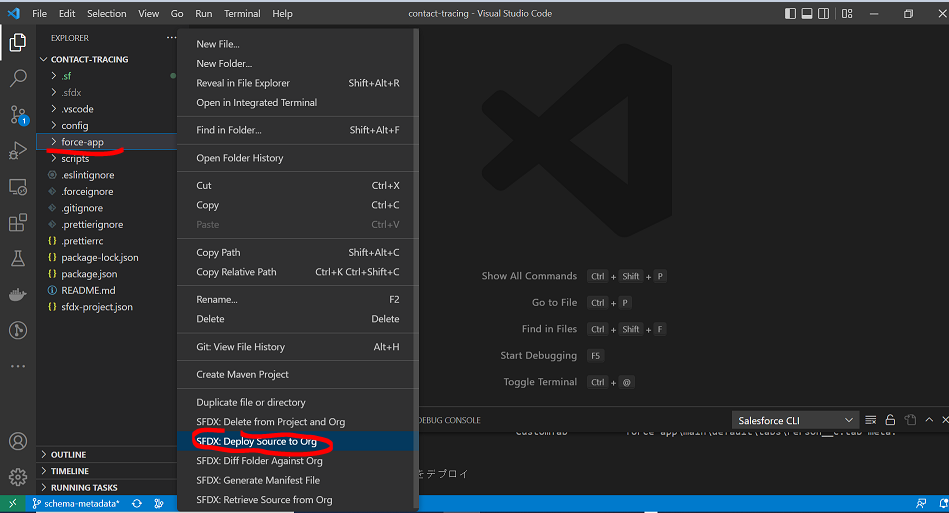 File Edit Selection View Go Run Terminal Help
contact-tracing - Visual Studio Code
EXPLORER
CONTACT-TRACING
.sf
.sfdx
.vscode
config
force-app
scripts
.eslintignore
.forceignore
.gitignore
.prettierignore
.prettierrc
package-lock.json
package.json
README.md
sfdx-project.json
OUTLINE
TIMELINE
RUNNING TASKS
1
New File...
New Folder...
Reveal in File Explorer Shift+Alt+R
Open in Integrated Terminal
Find in Folder... Shift+Alt+F
Open Folder History
Cut Ctrl+X
Copy Ctrl+C
Paste Ctrl+V
Copy Path Shift+Alt+C
Copy Relative Path Ctrl+K Ctrl+Shift+C
Rename... F2
Delete Delete
Git: View File History Alt+H
Create Maven Project
Duplicate file or directory
SFDX: Delete from Project and Org
SFDX: Deploy Source to Org
SFDX: Diff Folder Against Org
SFDX: Generate Manifest File
SFDX: Retrieve Source from Org
Show All Commands Ctrl + Shift + P
Go to File Ctrl + P
Find in Files Ctrl + Shift + F
Start Debugging F5
Toggle Terminal Ctrl + @
DEBUG CONSOLE
Salesforce CLI
をデプロイ
schema-metadata*